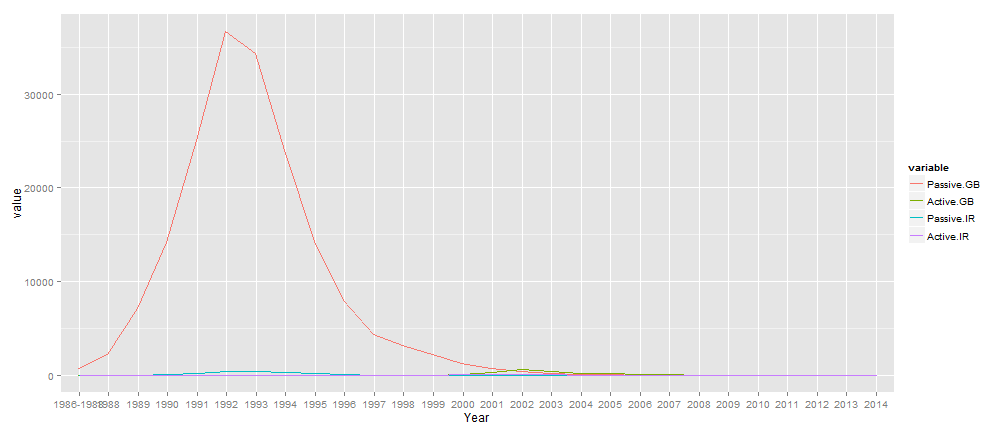 30000
20000
10000
0
value
1986-1988 1988 1989 1990 1991 1992 1993 1994 1995 1996 1997 1998 1999 2000 2001 2002 2003 2004 2005 2006 2007 2008 2009 2010 2011 2012 2013 2014
Year
variable
Passive.GB
Active.GB
Passive.IR
Active.IR